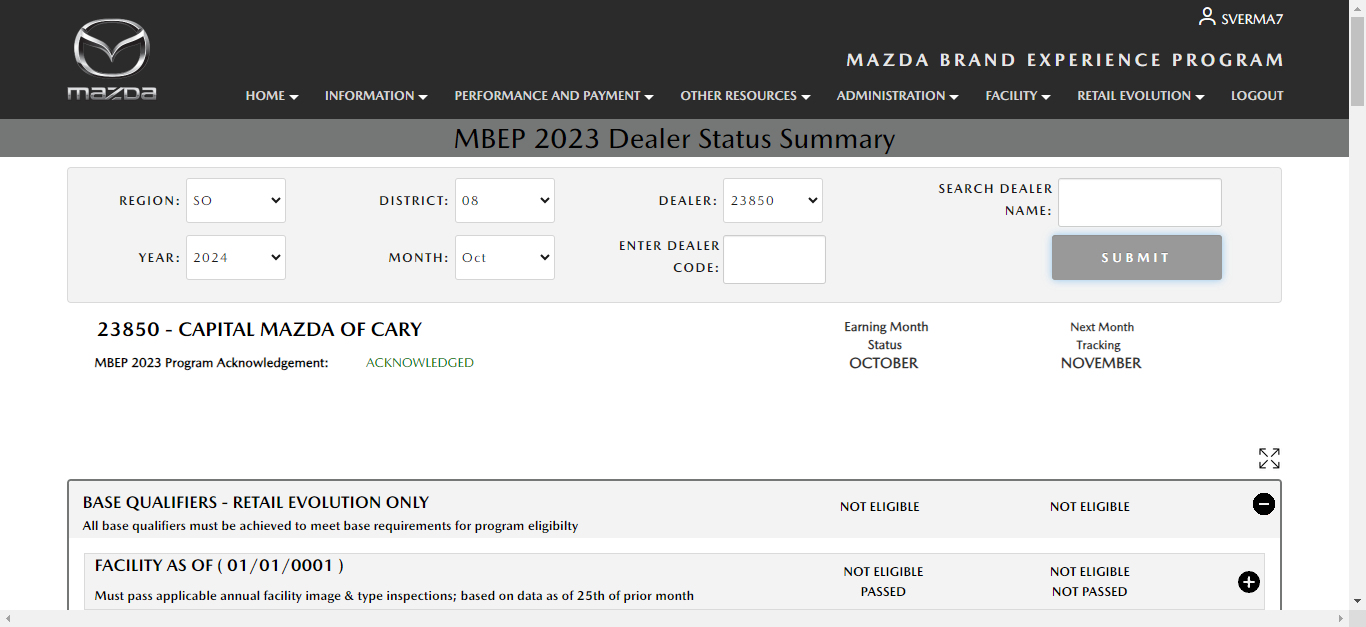 SVERMA7
mazda
MAZDA BRAND EXPERIENCE PROGRAM
HOME INFORMATION PERFORMANCE AND PAYMENT OTHER RESOURCES ADMINISTRATION FACILITY RETAIL EVOLUTION LOGOUT
MBEP 2023 Dealer Status Summary
REGION: SO DISTRICT: 08 DEALER: 23850 SEARCH DEALER NAME:
YEAR: 2024 MONTH: Oct ENTER DEALER CODE: SUBMIT
23850 - CAPITAL MAZDA OF CARY
MBEP 2023 Program Acknowledgement: ACKNOWLEDGED
Earning Month
Status
OCTOBER
Next Month
Tracking
NOVEMBER
BASE QUALIFIERS - RETAIL EVOLUTION ONLY
All base qualifiers must be achieved to meet base requirements for program eligibilty
NOT ELIGIBLE NOT ELIGIBLE
FACILITY AS OF ( 01/01/0001 )
Must pass applicable annual facility image & type inspections; based on data as of 25th of prior month
NOT ELIGIBLE NOT ELIGIBLE
PASSED NOT PASSED